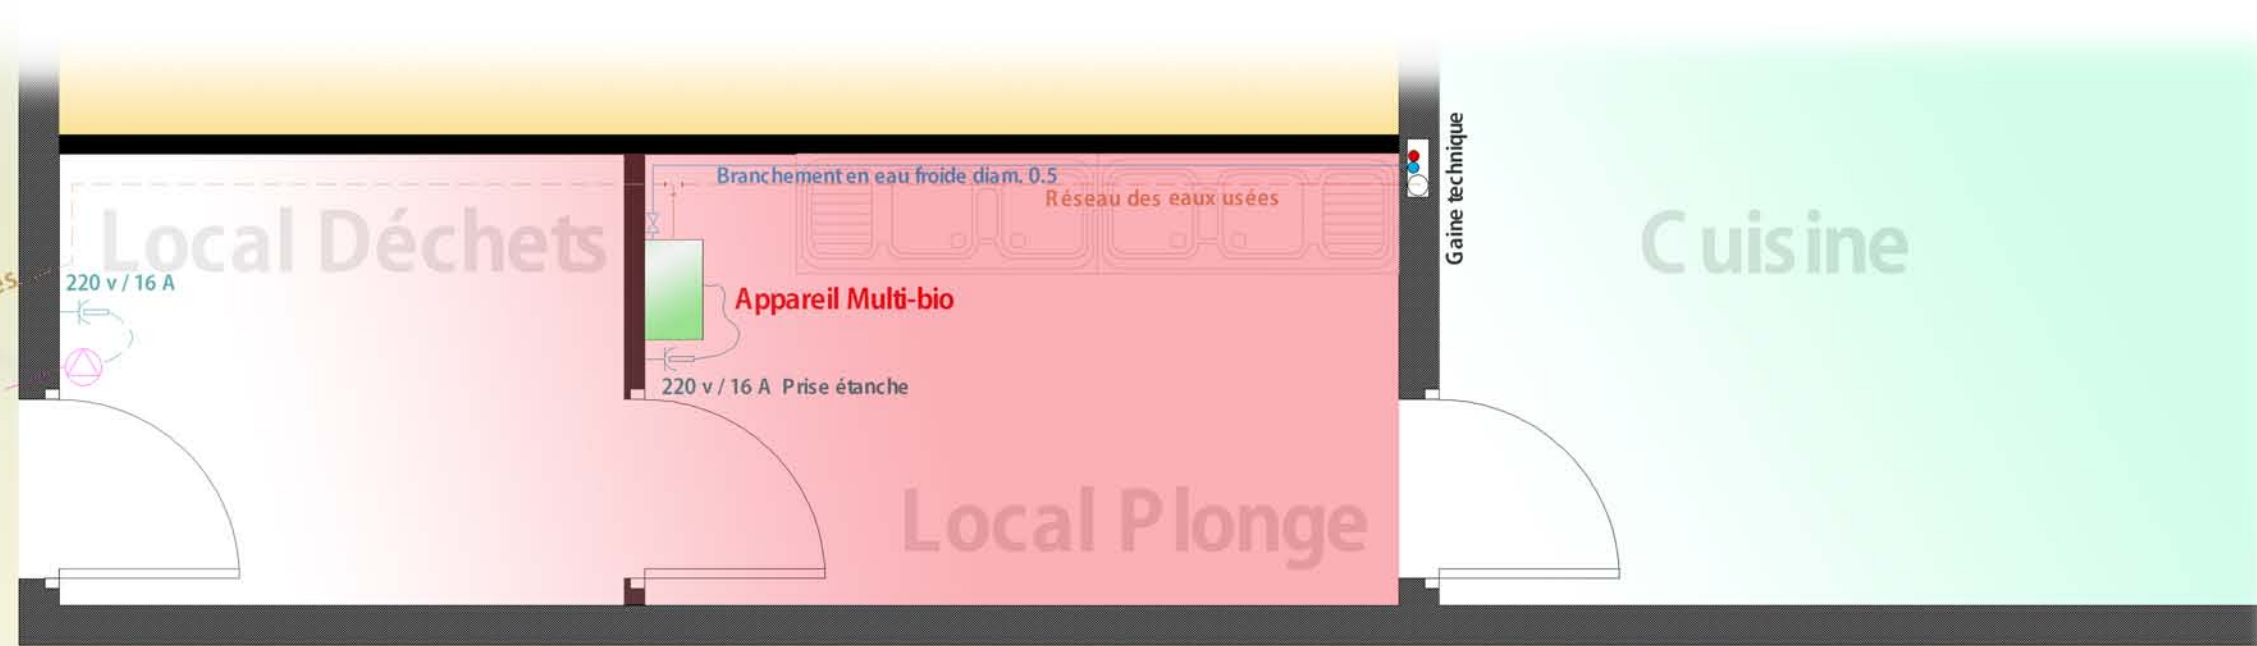 Branchement en eau froide diam. 0.5
Réseau des eaux usées
Gaine technique
Local Déchets
Cuisine
220 v / 16 A
Appareil Multi-bio
220 v / 16 A Prise étanche
Local Plonge